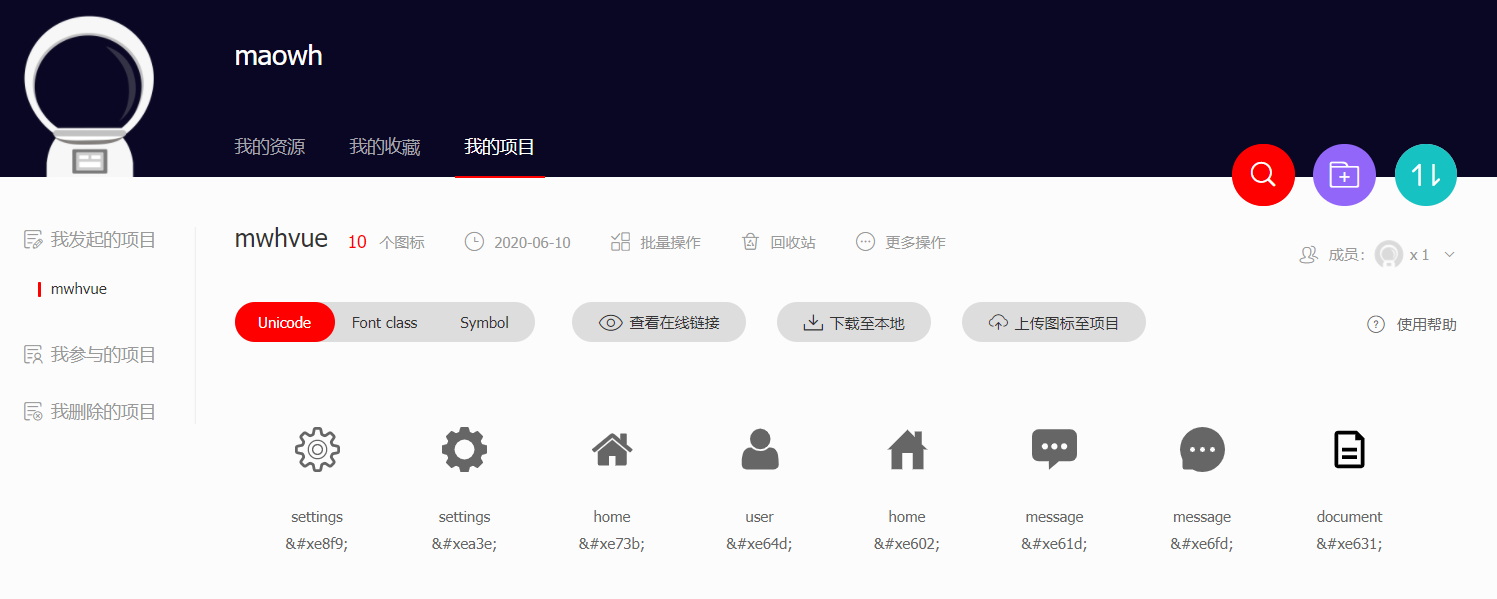 maowh
我的资源 我的收藏 我的项目
我发起的项目
mwhvue
我参与的项目
我删除的项目
mwhvue 10 个图标 2020-06-10 批量操作 回收站 更多操作
成员: x 1
Unicode Font class Symbol 查看在线链接 下载至本地 上传图标至项目 使用帮助
settings settings home user home message message document
&#xe8f9; &#xea3e; &#xe73b; &#xe64d; &#xe602; &#xe61d; &#xe6fd; &#xe631;